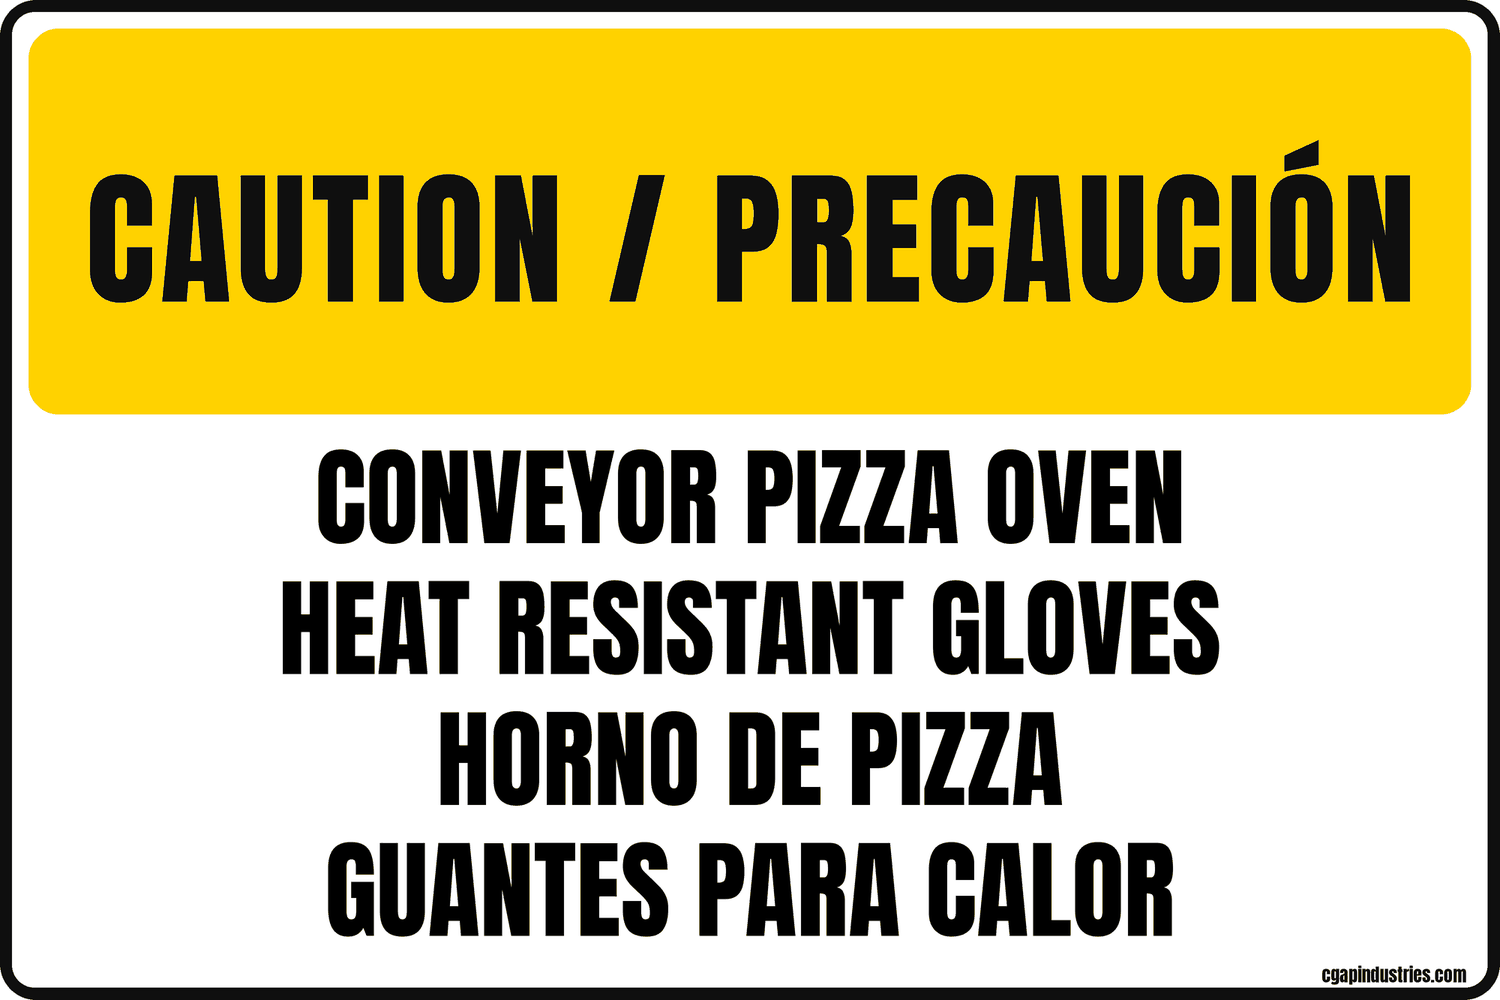 CAUTION / PRECAUCIÓN
CONVEYOR PIZZA OVEN
HEAT RESISTANT GLOVES
HORNO DE PIZZA
GUANTES PARA CALOR
cgapindustries.com